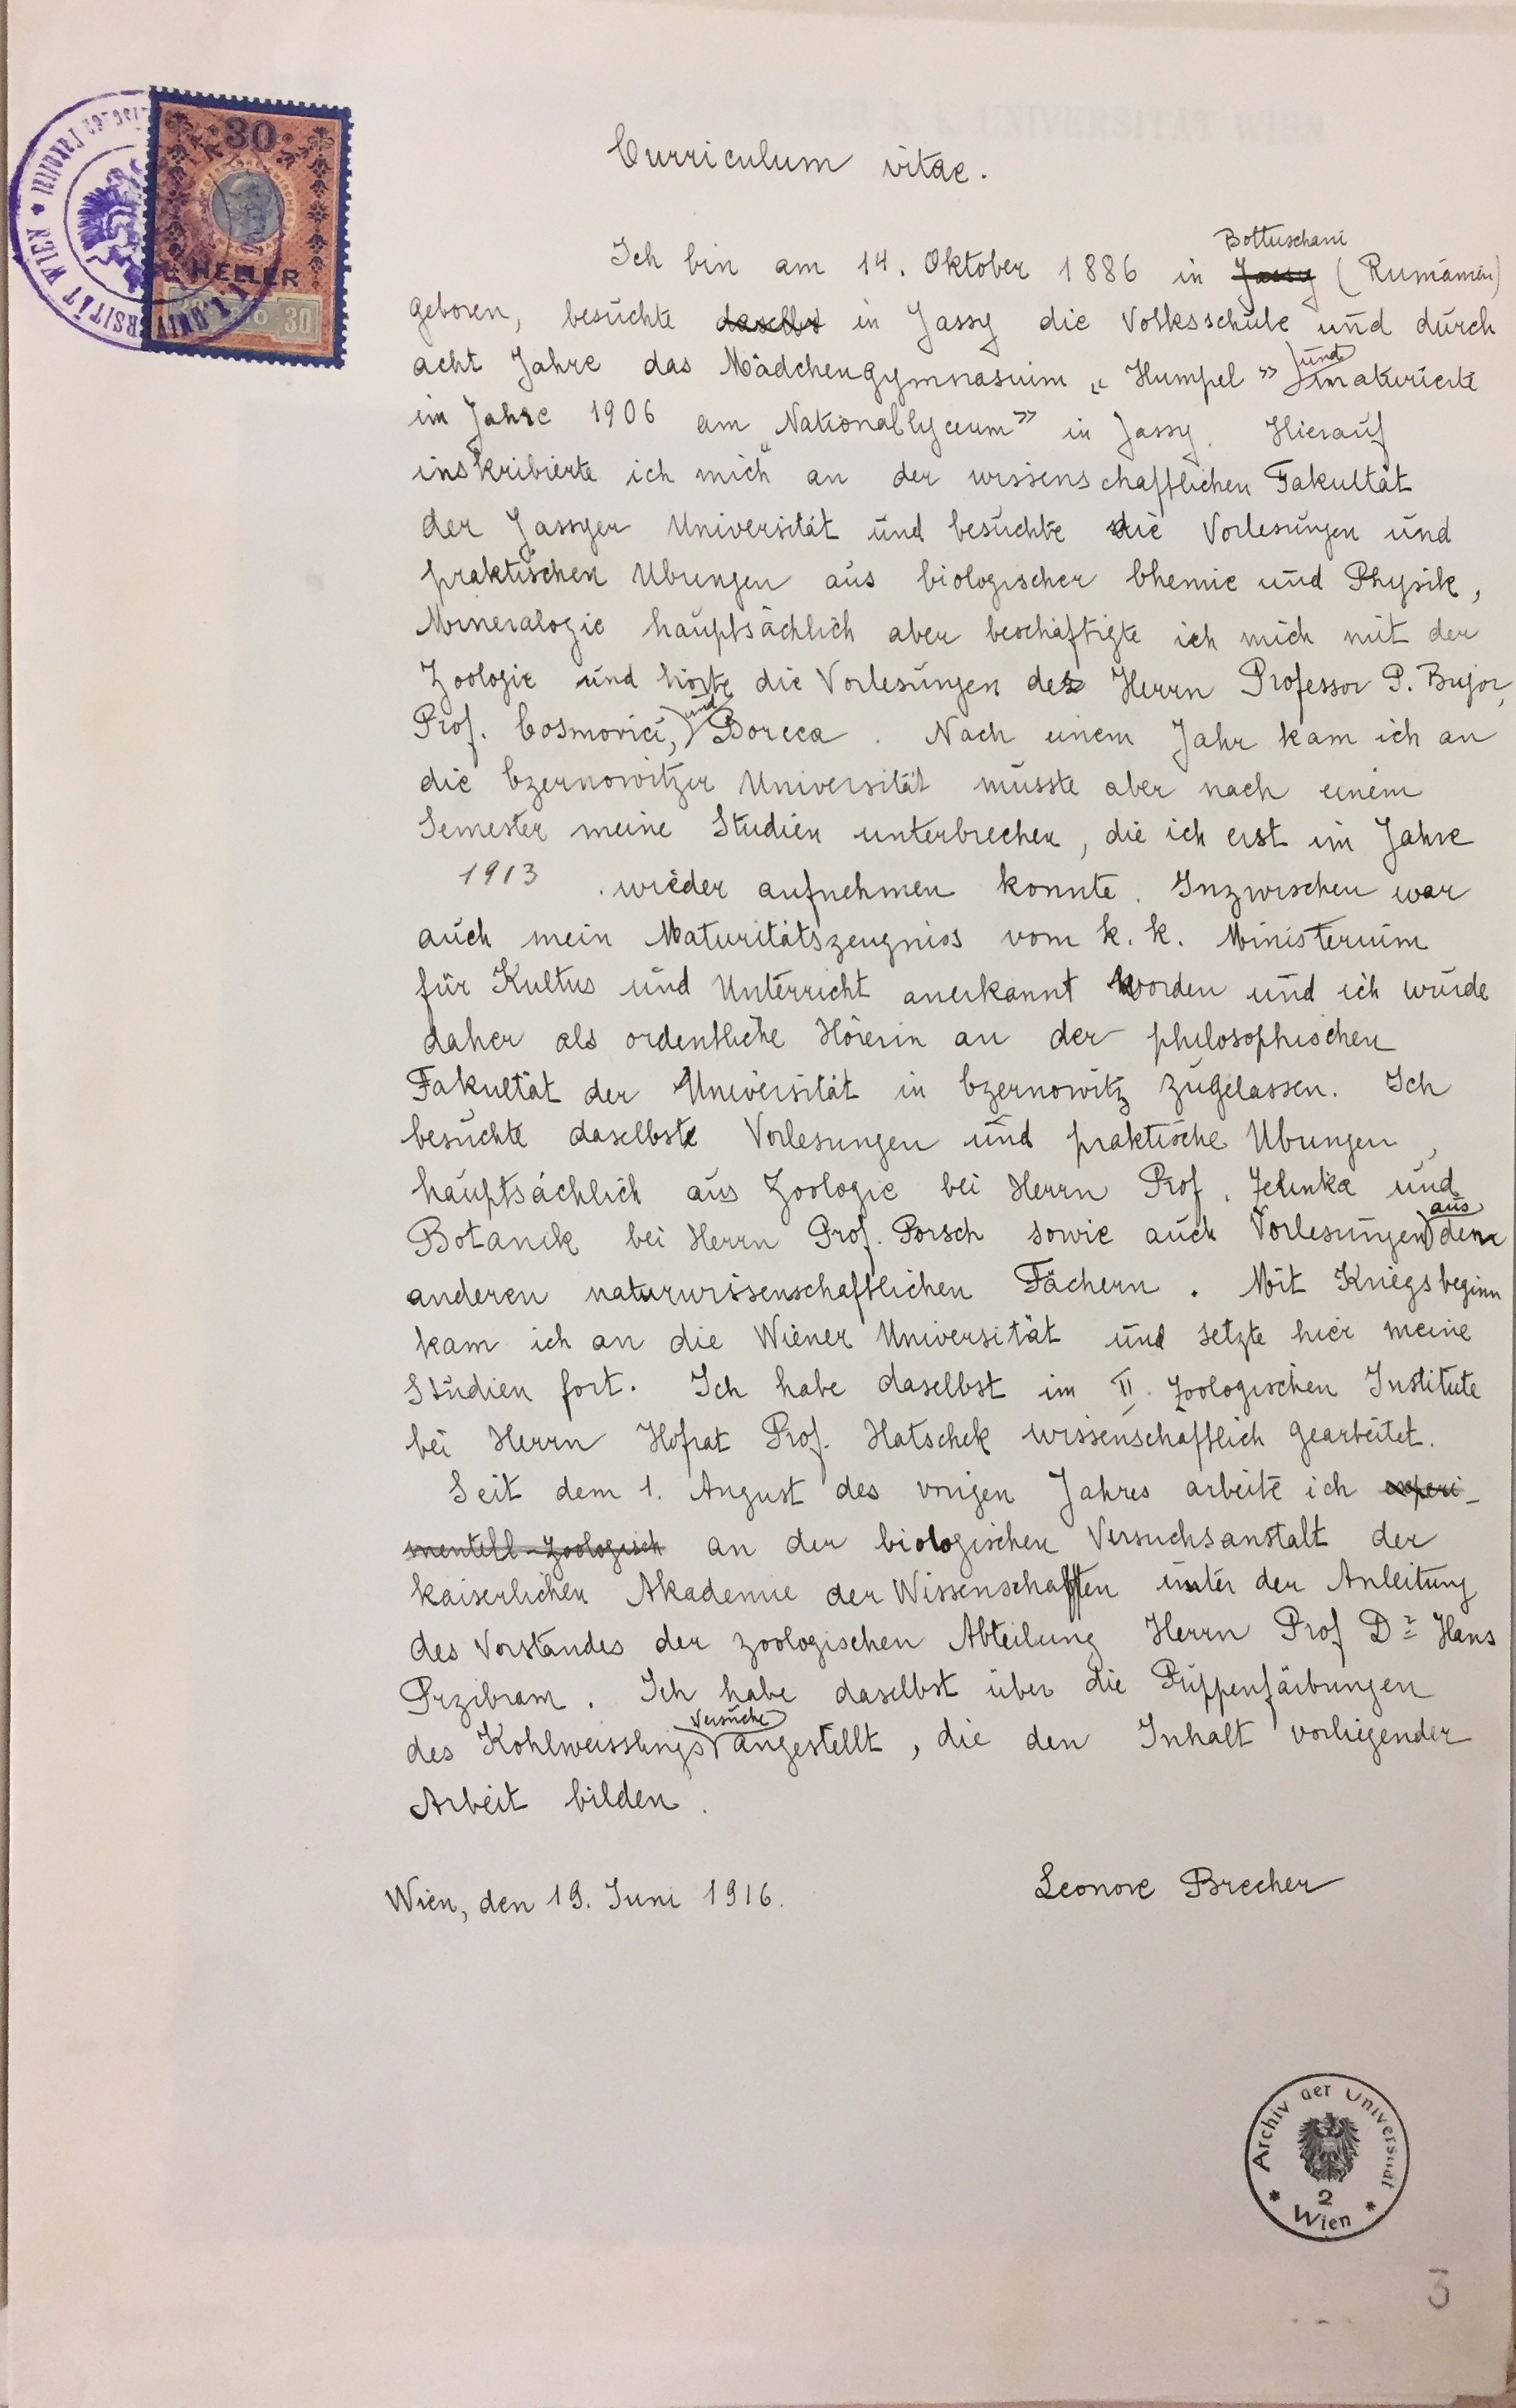 30
HELLER
30
UNIVERSITÄT WIEN
Curriculum vitae.
Bottuschani
Ich bin am 14. Oktober 1886 in Jassy (Rumänien)
geboren, besuchte daselbst in Jassy die Volksschule und durch
acht Jahre das Mädchengymnasium „Humpel” und maturierte
im Jahre 1906 am „Nationallyceum” in Jassy. Hierauf
inskribierte ich mich an der wissenschaftlichen Fakultät
der Jassyer Universität und besuchte die Vorlesungen und
praktischen Übungen aus biologischer Chemie und Physik,
Mineralogie hauptsächlich aber beschäftigte ich mich mit der
Zoologie und hörte die Vorlesungen des Herrn Professor P. Bujor,
Prof. Cosmovici, und Borcea. Nach einem Jahr kam ich an
die Czernowitzer Universität musste aber nach einem
Semester meine Studien unterbrechen, die ich erst im Jahre
1913 wieder aufnehmen konnte. Inzwischen war
auch mein Maturitätszeugniss vom k. k. Ministerium
für Kultus und Unterricht anerkannt worden und ich wurde
daher als ordentliche Hörerin an der philosophischen
Fakultät der Universität in Czernowitz zugelassen. Ich
besuchte daselbst Vorlesungen und praktische Übungen,
hauptsächlich aus Zoologie bei Herrn Prof. Zelinka und
Botanik bei Herrn Prof. Porsch sowie auch Vorlesungen aus den
anderen naturwissenschaftlichen Fächern. Mit Kriegsbeginn
kam ich an die Wiener Universität und setzte hier meine
Studien fort. Ich habe daselbst im II. zoologischen Institute
bei Herrn Hofrat Prof. Hatschek wissenschaftlich gearbeitet.
Seit dem 1. August des vorigen Jahres arbeite ich experi-
mentell-zoologisch an der biologischen Versuchsanstalt der
kaiserlichen Akademie der Wissenschaften unter der Anleitung
des Vorstandes der zoologischen Abteilung Herrn Prof Dr Hans
Przibram. Ich habe daselbst über die Puppenfärbungen
des Kohlweisslings Versuche angestellt, die den Inhalt vorliegender
Arbeit bilden.
Wien, den 19. Juni 1916.
Leonore Brecher
Archiv der Universität
2
Wien
3